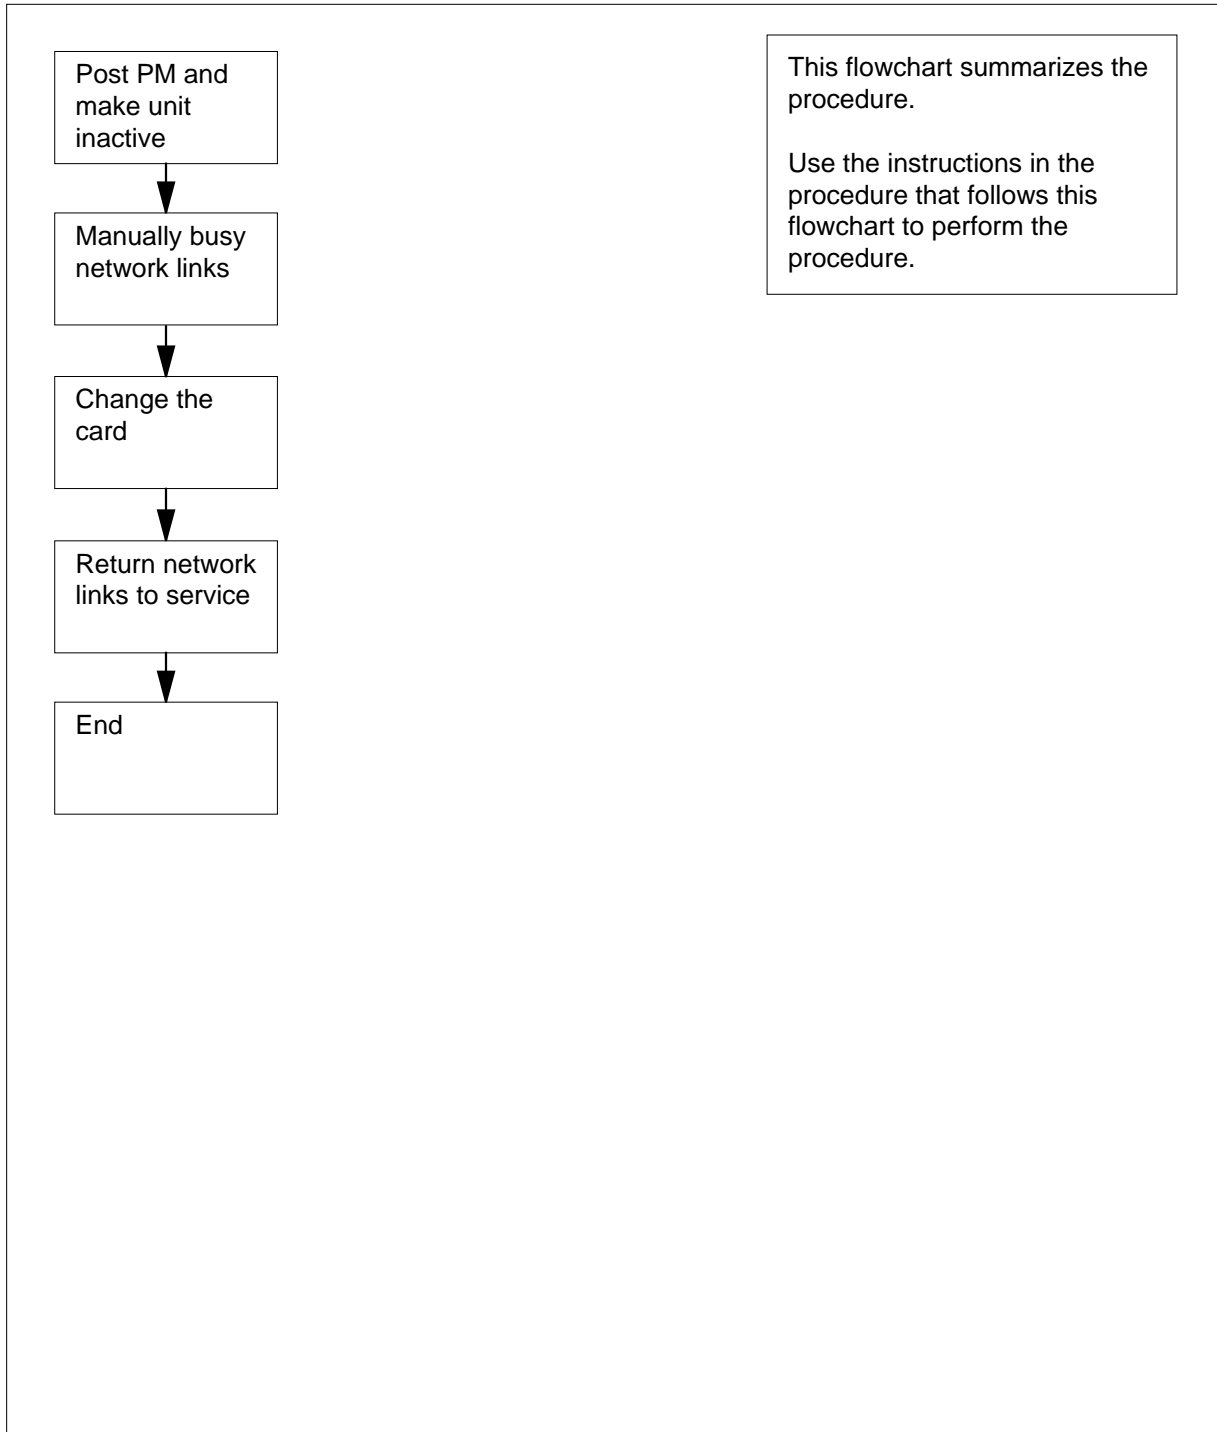 Post PM and
make unit
inactive
Manually busy
network links
Change the
card
Return network
links to service
End
This flowchart summarizes the
procedure.
Use the instructions in the
procedure that follows this
flowchart to perform the
procedure.